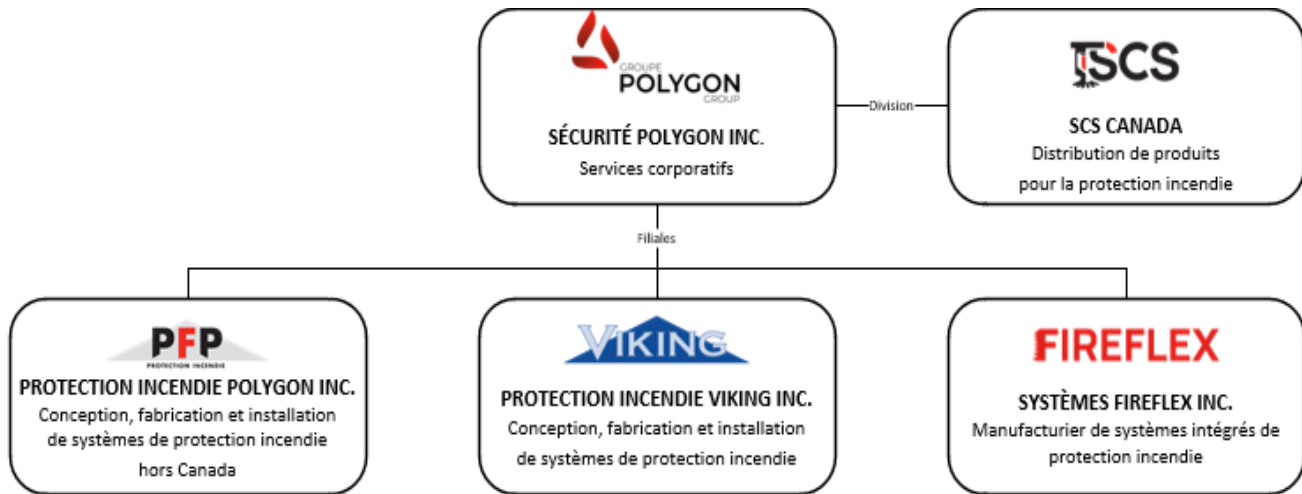 GROUPE
POLYGON
GROUP
SÉCURITÉ POLYGON INC.
Services corporatifs
Division
SCS
SCS CANADA
Distribution de produits
pour la protection incendie
Filiales
PFP
PROTECTION INCENDIE
PROTECTION INCENDIE POLYGON INC.
Conception, fabrication et installation
de systèmes de protection incendie
hors Canada
VIKING
PROTECTION INCENDIE VIKING INC.
Conception, fabrication et installation
de systèmes de protection incendie
FIREFLEX
SYSTÈMES FIREFLEX INC.
Manufacturier de systèmes intégrés de
protection incendie